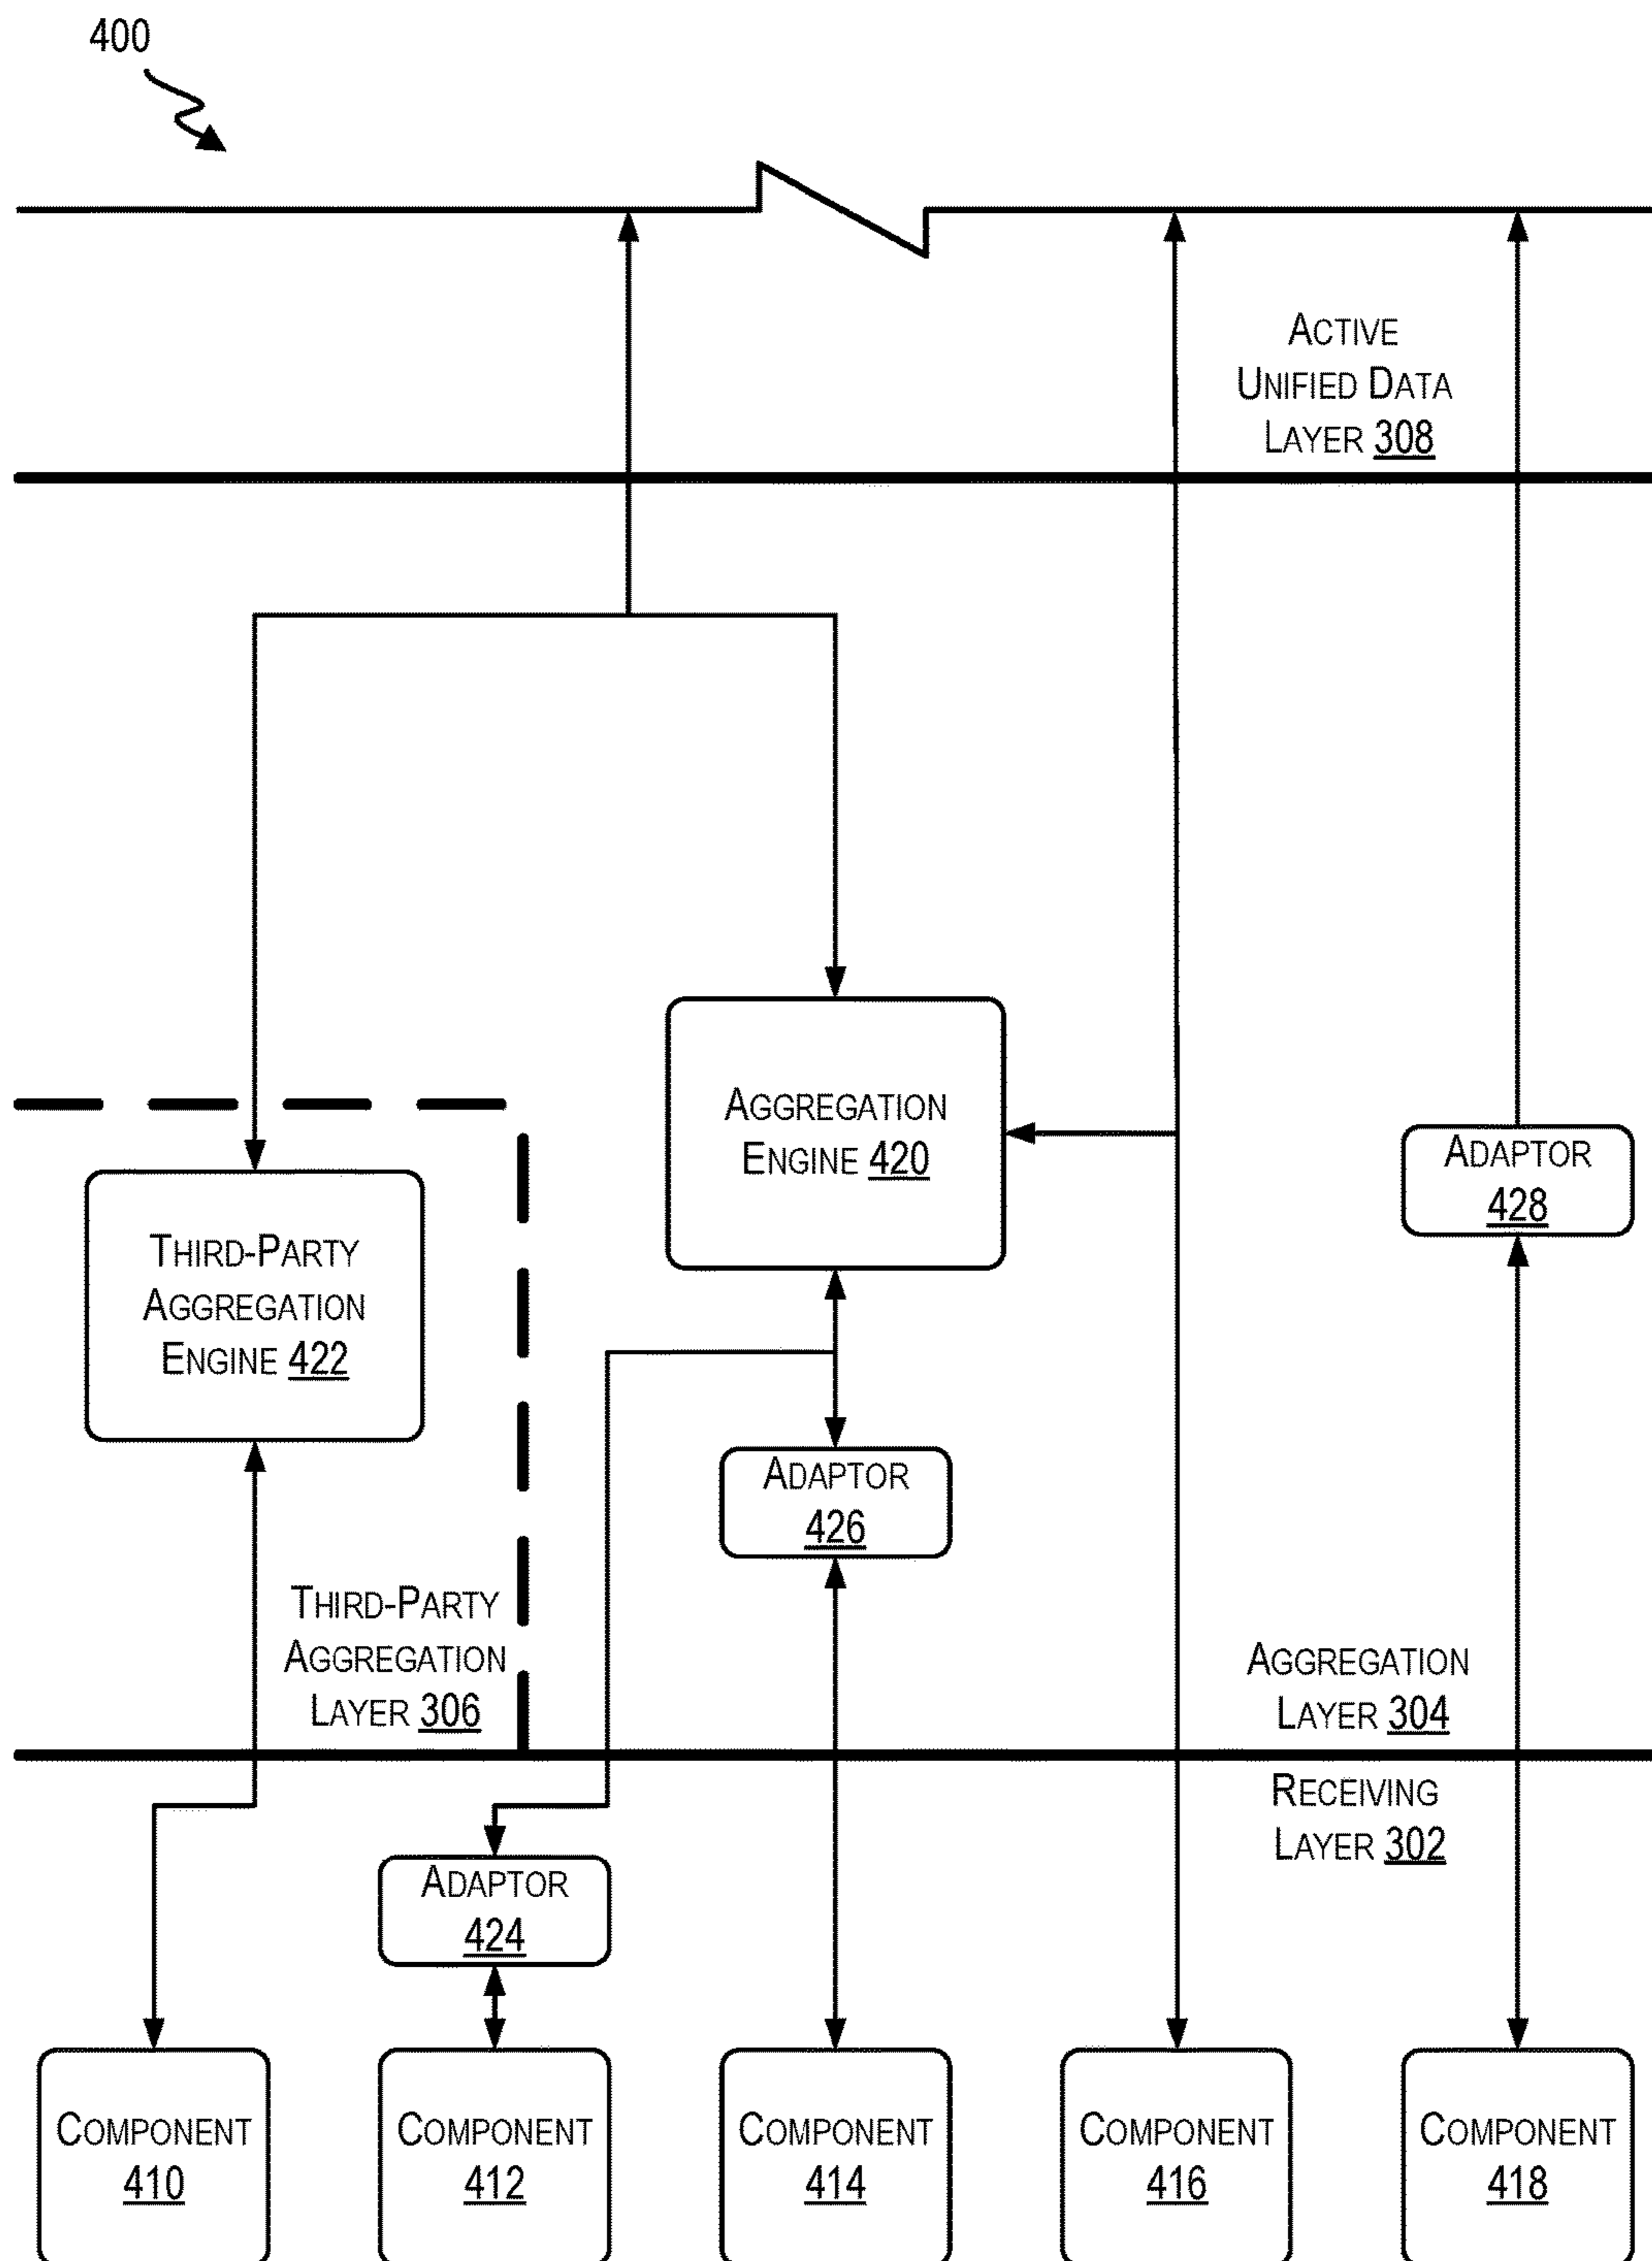 400
ACTIVE
UNIFIED DATA
LAYER 308
AGGREGATION
ENGINE 420
ADAPTOR
428
THIRD-PARTY
AGGREGATION
ENGINE 422
ADAPTOR
426
THIRD-PARTY
AGGREGATION
LAYER 306
AGGREGATION
LAYER 304
RECEIVING
LAYER 302
ADAPTOR
424
COMPONENT
410
COMPONENT
412
COMPONENT
414
COMPONENT
416
COMPONENT
418